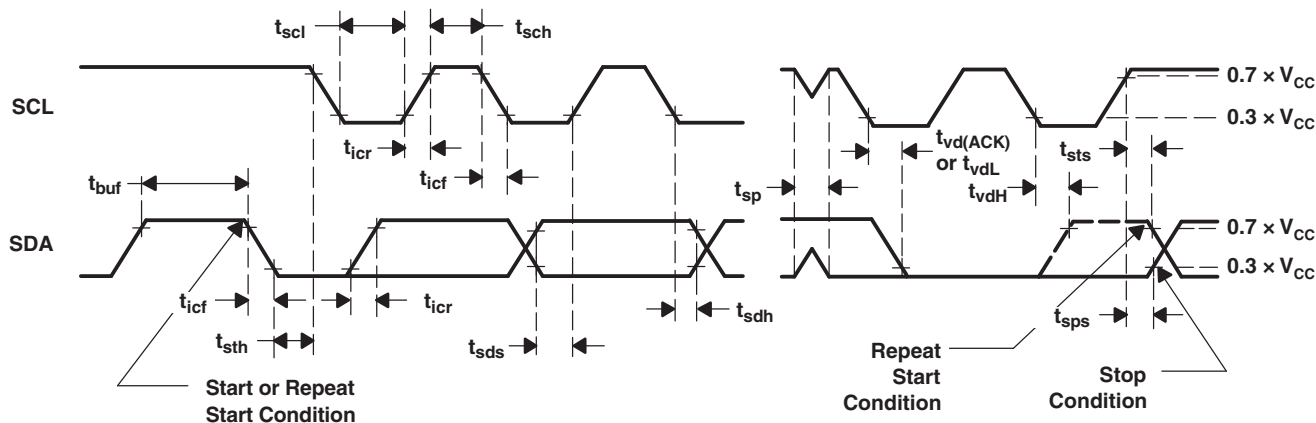 tscl
tsch
SCL
0.7 × VCC
0.3 × VCC
ticr
ticf
tvd(ACK)
or tvdL
tsts
tbuf
tsp
tvdH
SDA
0.7 × VCC
0.3 × VCC
ticf
ticr
tsdh
tsps
tsth
tsds
Start or Repeat
Start Condition
Repeat
Start
Condition
Stop
Condition